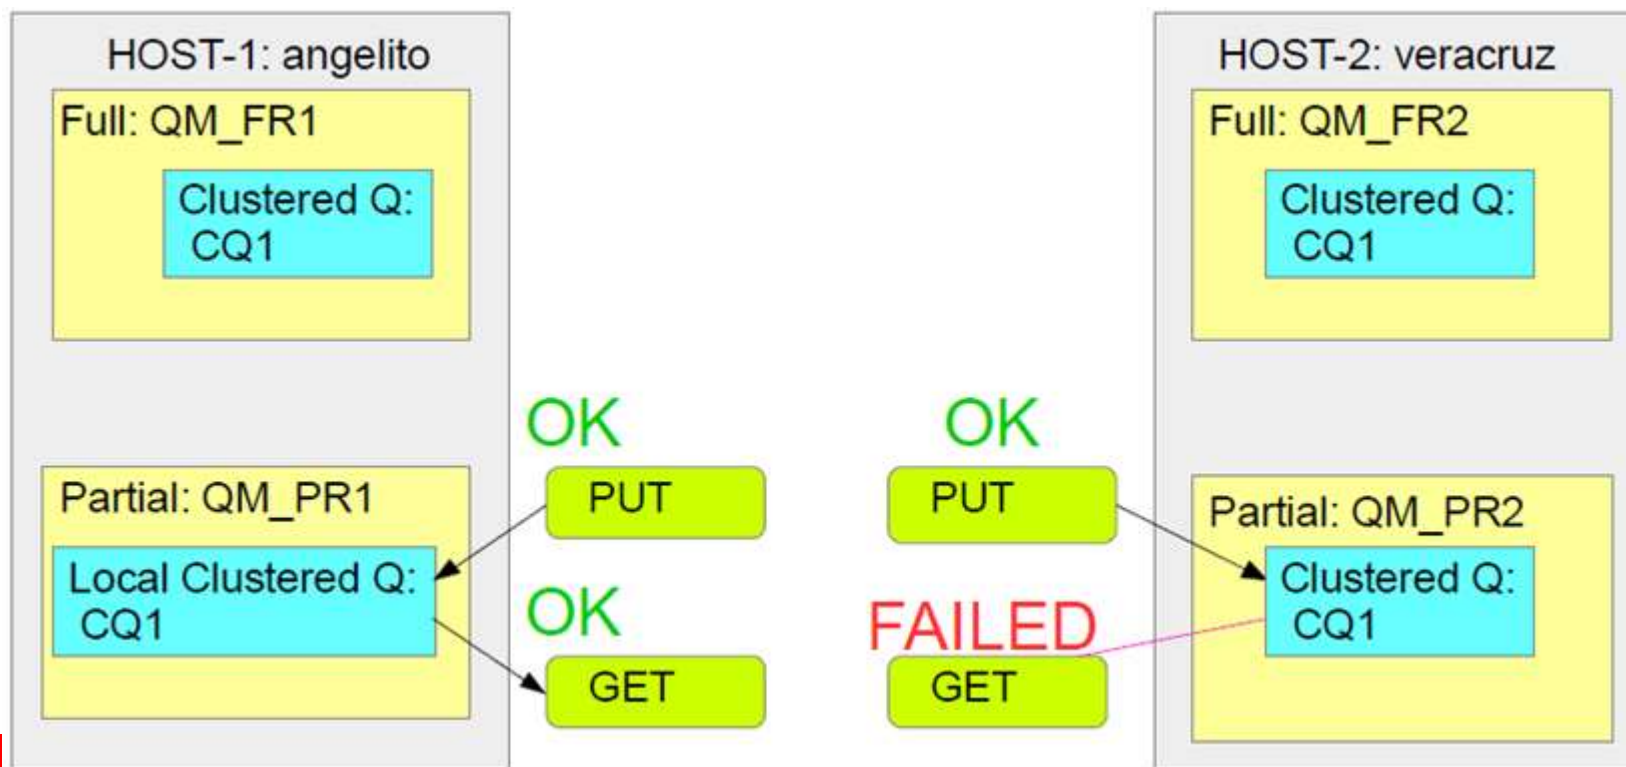 HOST-1: angelito
Full: QM_FR1
Clustered Q:
CQ1
Partial: QM_PR1
Local Clustered Q:
CQ1
OK
PUT
OK
GET
OK
PUT
FAILED
GET
HOST-2: veracruz
Full: QM_FR2
Clustered Q:
CQ1
Partial: QM_PR2
Clustered Q:
CQ1